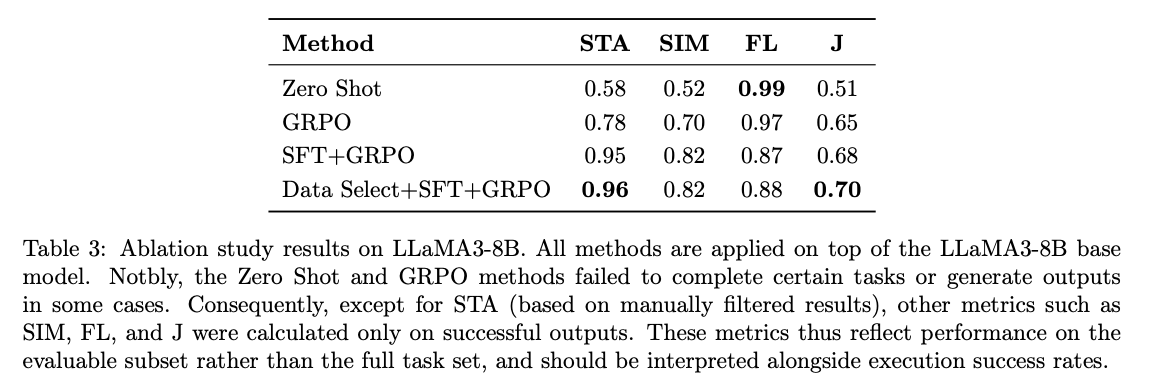 Method STA SIM FL J
Zero Shot 0.58 0.52 0.99 0.51
GRPO 0.78 0.70 0.97 0.65
SFT+GRPO 0.95 0.82 0.87 0.68
Data Select+SFT+GRPO 0.96 0.82 0.88 0.70
Table 3: Ablation study results on LLaMA3-8B. All methods are applied on top of the LLaMA3-8B base
model. Notbly, the Zero Shot and GRPO methods failed to complete certain tasks or generate outputs
in some cases. Consequently, except for STA (based on manually filtered results), other metrics such as
SIM, FL, and J were calculated only on successful outputs. These metrics thus reflect performance on the
evaluable subset rather than the full task set, and should be interpreted alongside execution success rates.